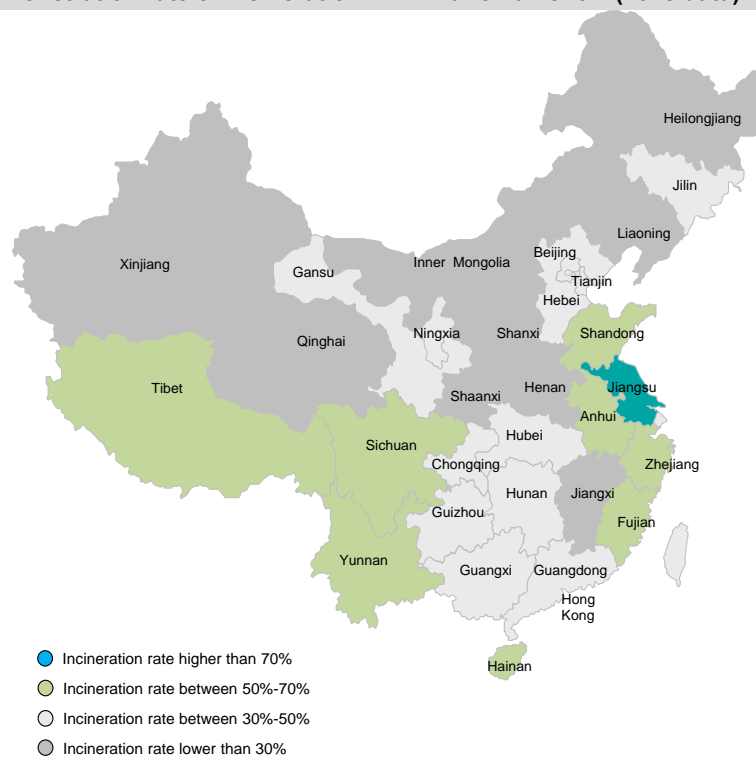 Heilongjiang
Jilin
Liaoning
Beijing
Inner Mongolia
Xinjiang
Gansu
Tianjin
Hebei
Ningxia
Shanxi
Shandong
Qinghai
Tibet
Shaanxi
Henan
Jiangsu
Anhui
Sichuan
Hubei
Chongqing
Zhejiang
Hunan
Jiangxi
Guizhou
Fujian
Yunnan
Guangxi
Guangdong
Hong
Kong
Hainan
Incineration rate higher than 70%
Incineration rate between 50%-70%
Incineration rate between 30%-50%
Incineration rate lower than 30%